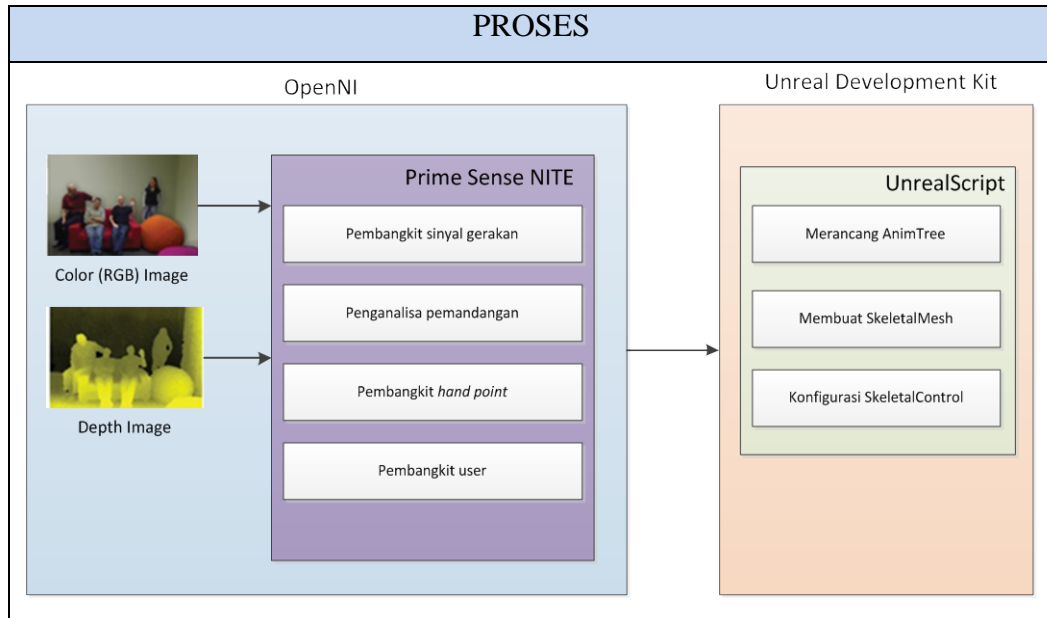 PROSES
OpenNI
Color (RGB) Image
Depth Image
Prime Sense NITE
Pembangkit sinyal gerakan
Penganalisa pemandangan
Pembangkit hand point
Pembangkit user
Unreal Development Kit
UnrealScript
Merancang AnimTree
Membuat SkeletalMesh
Konfigurasi SkeletalControl